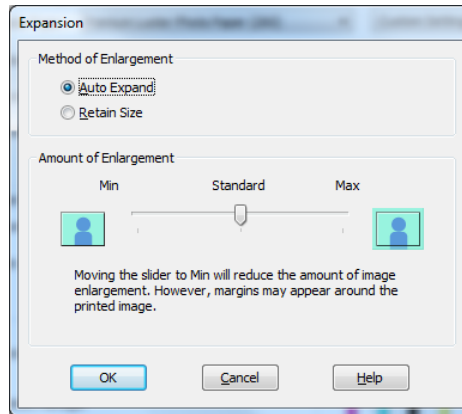 Expansion
Method of Enlargement
Auto Expand
Retain Size
Amount of Enlargement
Min Standard Max
Moving the slider to Min will reduce the amount of image
enlargement. However, margins may appear around the
printed image.
OK Cancel Help